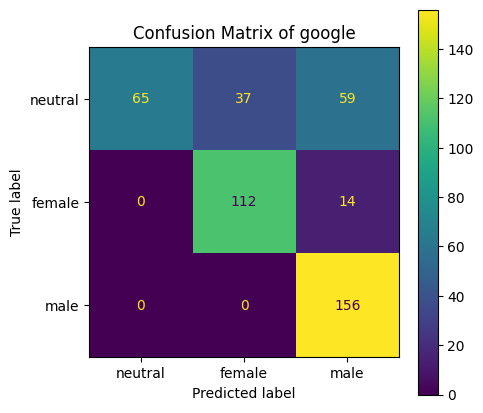 Confusion Matrix of google
True label
neutral 65 37 59
female 0 112 14
male 0 0 156
neutral female male
Predicted label
140
120
100
80
60
40
20
0